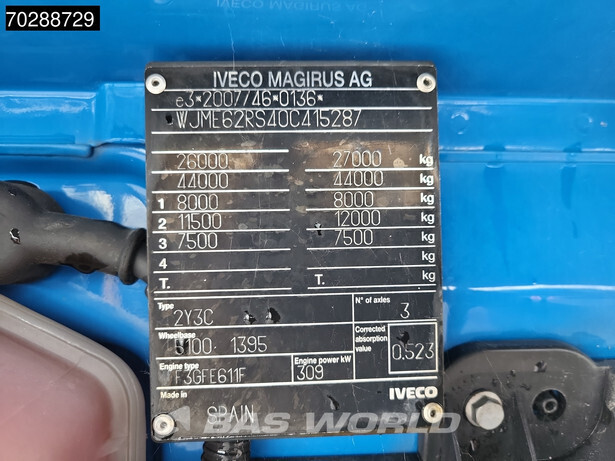 70288729
IVECO MAGIRUS AG
e3*2007/46*0136*
WJME62RS40C415287
26000 27000 kg
44000 44000 kg
1 8000 8000 kg
2 11500 12000 kg
3 7500 7500 kg
4 kg
T. T. kg
Type 2Y3C N° of axles 3
Wheelbase 5100 1395 Corrected absorption value 0.523
Engine type F3GFE611F Engine power kW 309
Made in SPAIN IVECO
BAS WORLD